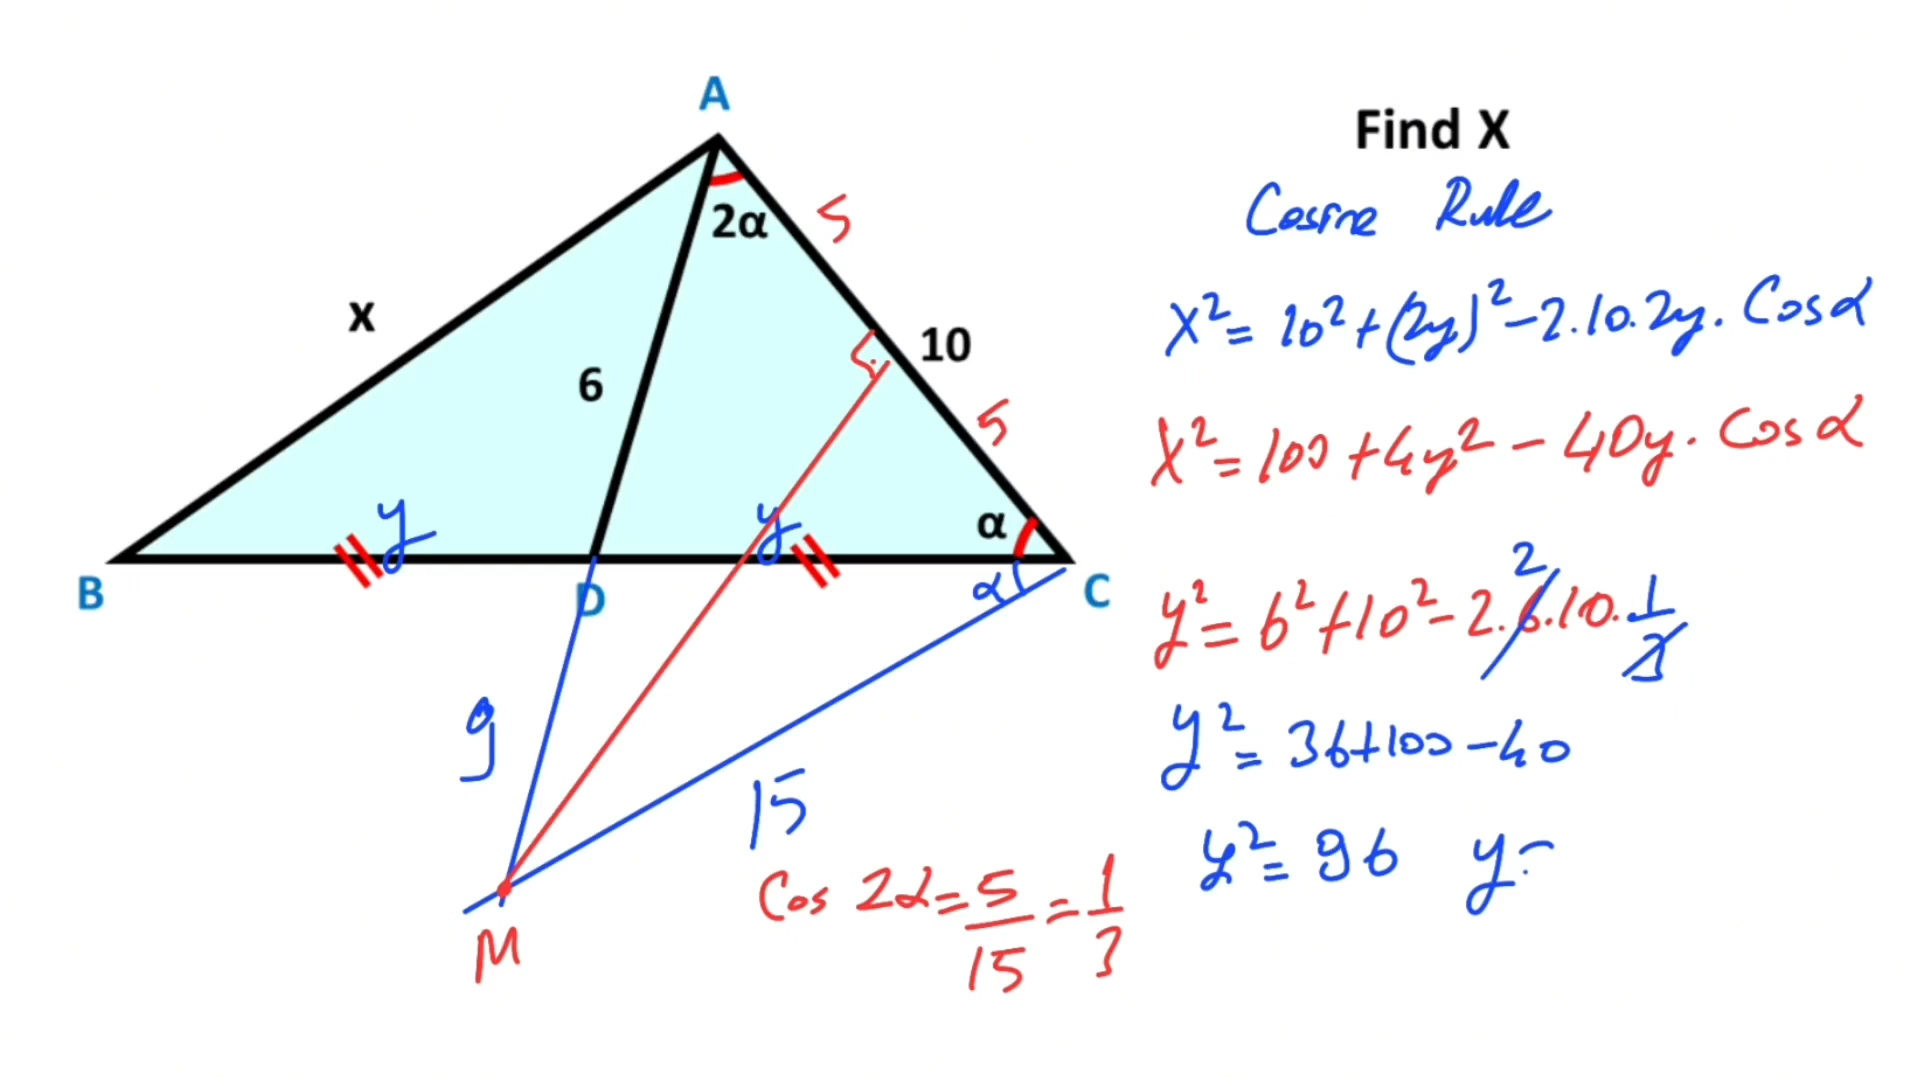 A
Find X
Cosine Rule
2α
5
x
x² = 10² + (2y)² - 2.10.2y. Cosα
10
6
5
x² = 100 + 4y² - 40y. Cosα
y
y
α
B
D
α
C
2
y² = 6² + 10² - 2.6.10. 1/3
9
y² = 36+100-40
15
Cos 2α = 5/15 = 1/3
y² = 96 y=
M